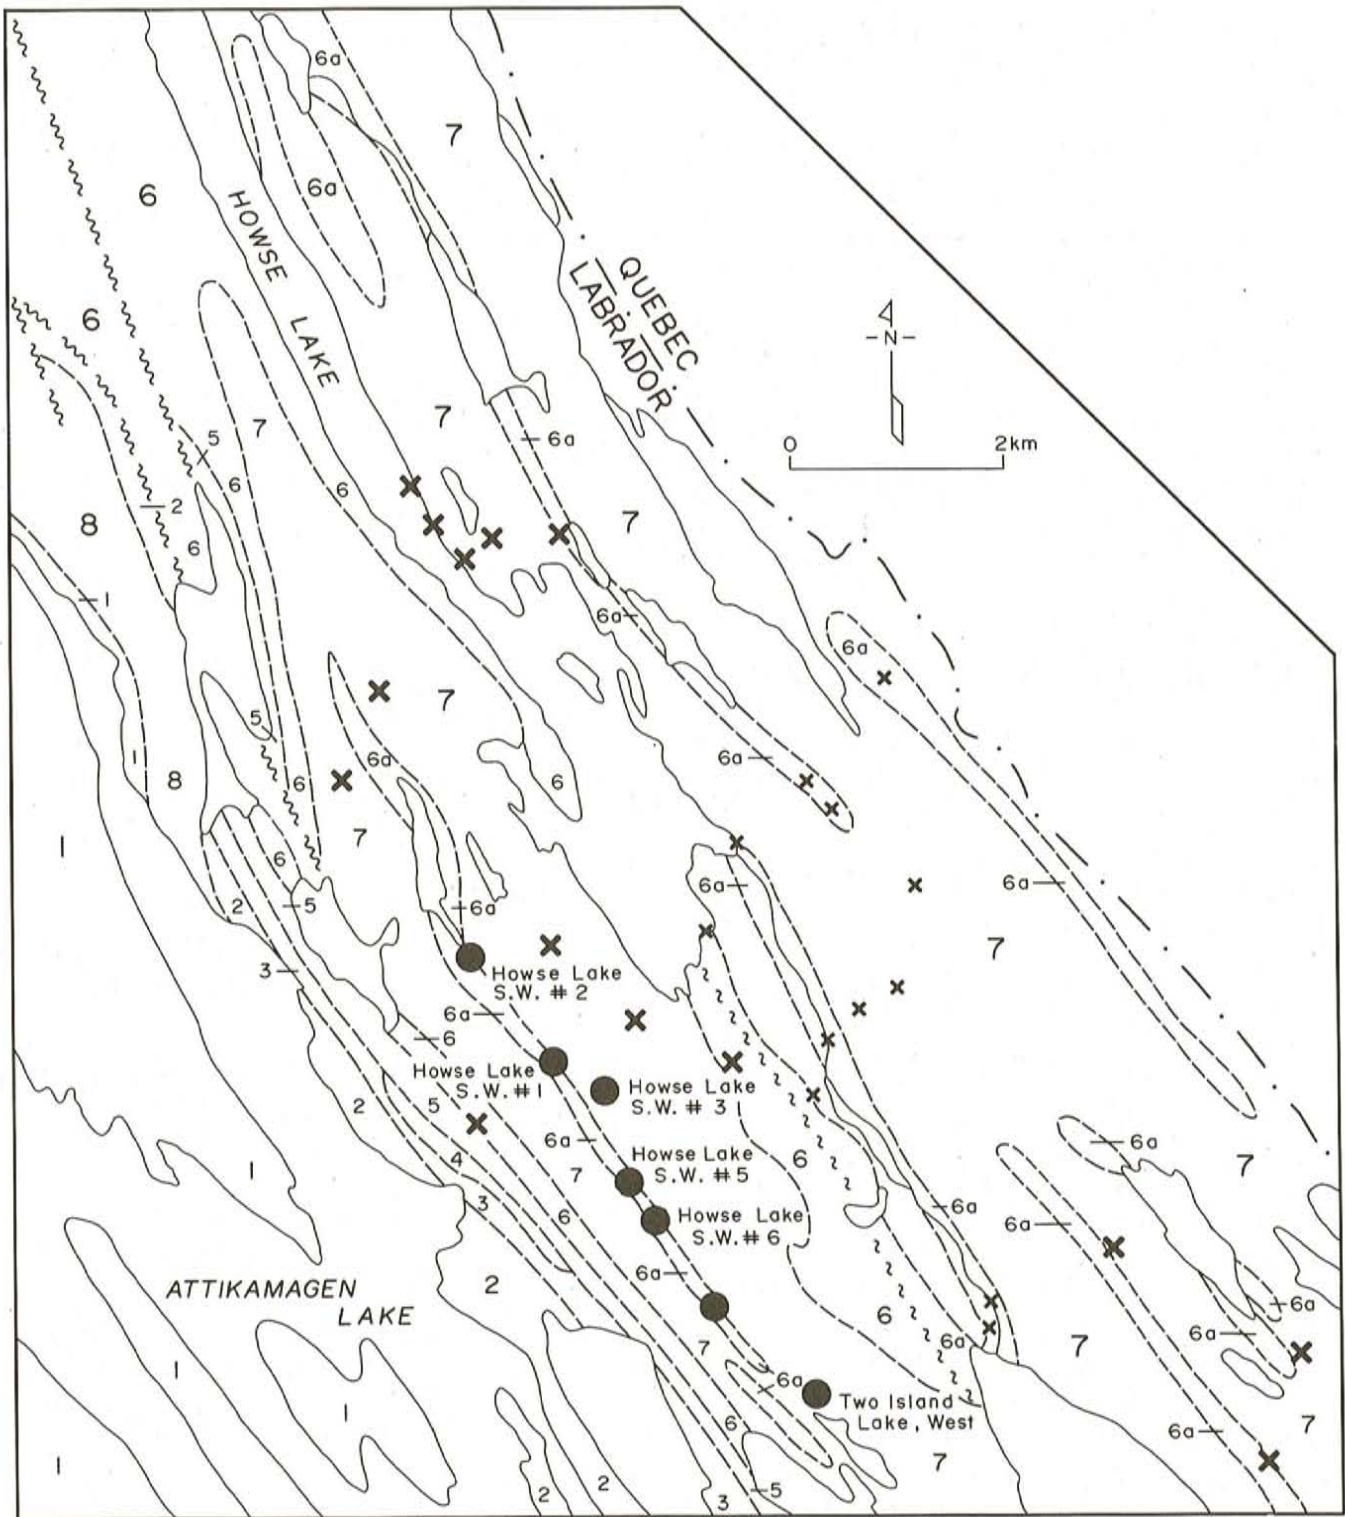 6a
7
6
6a
HOWSE
LAKE
QUEBEC
LABRADOR
-N-
0 2km
6
7
7
5
6a
6
6
2
8
6
7
1
6a
6a
7
5
6a
6a
1
8
6
6
7
1
6
6a
6a
2
5
6a
7
3
Howse Lake
S.W. # 2
6a
6
Howse Lake
S.W. # 1
Howse Lake
S.W. # 3
2
5
6a
6a
4
6
7
1
7
Howse Lake
S.W. # 5
3
6
6a
6a
Howse Lake
S.W. # 6
6a
2
ATTIKAMAGEN
LAKE
6a
6
6a
6a
7
7
1
6a
1
Two Island
Lake, West
6
6a
7
7
1
2
2
3
5